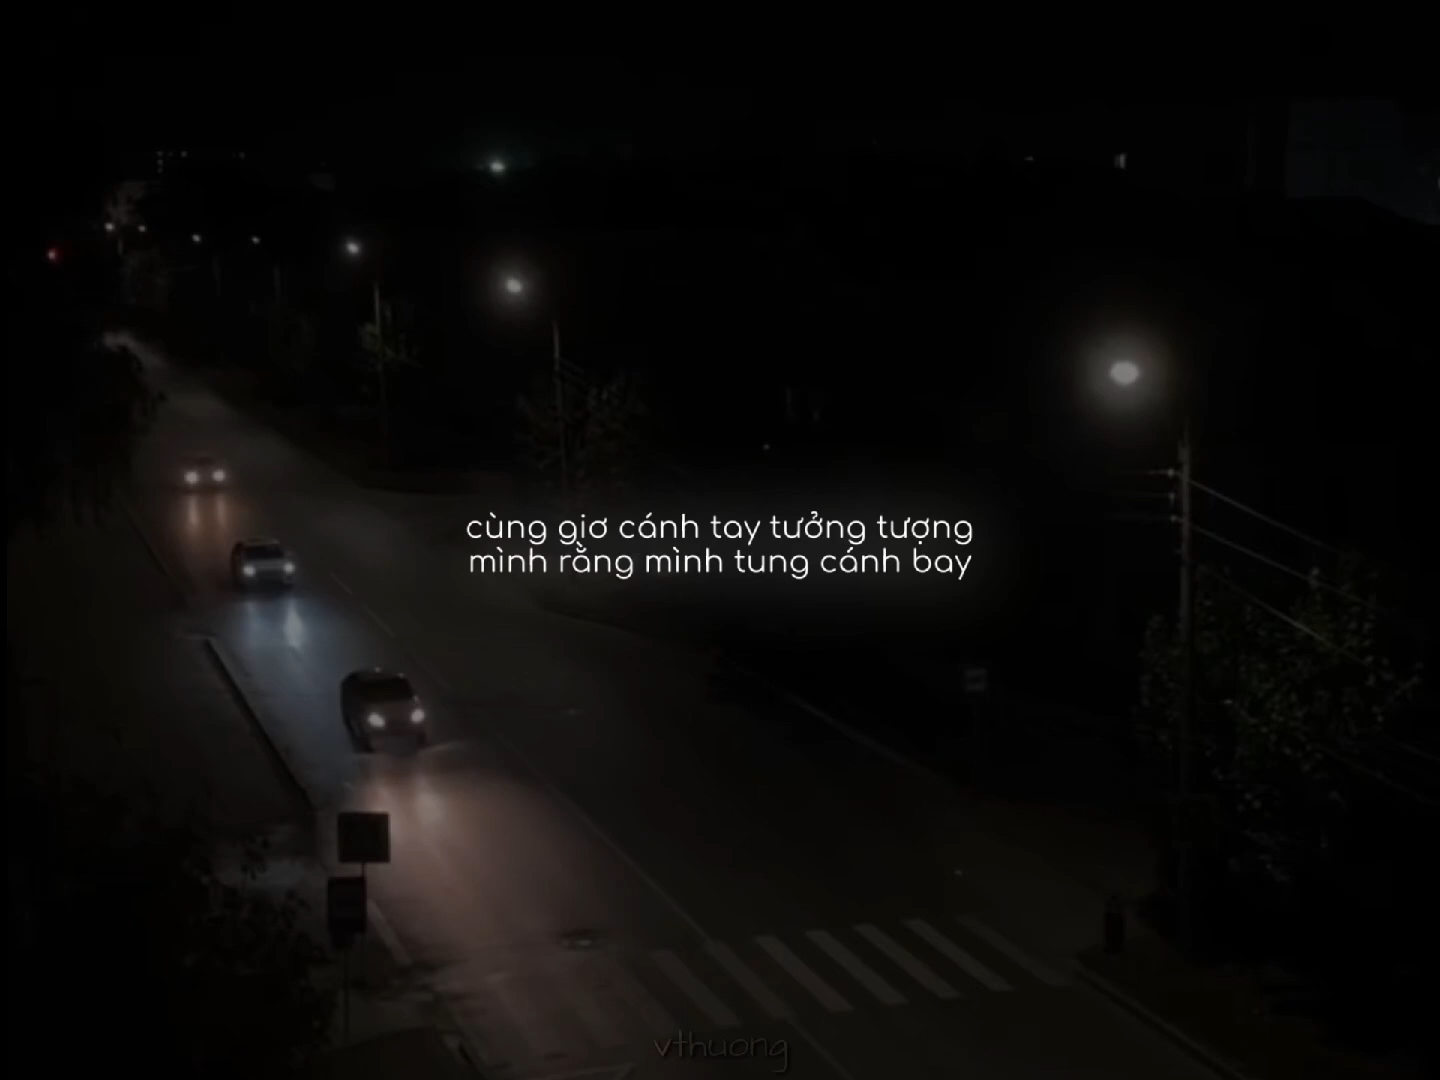 cùng giơ cánh tay tưởng tượng
mình rằng mình tung cánh bay
vthuong